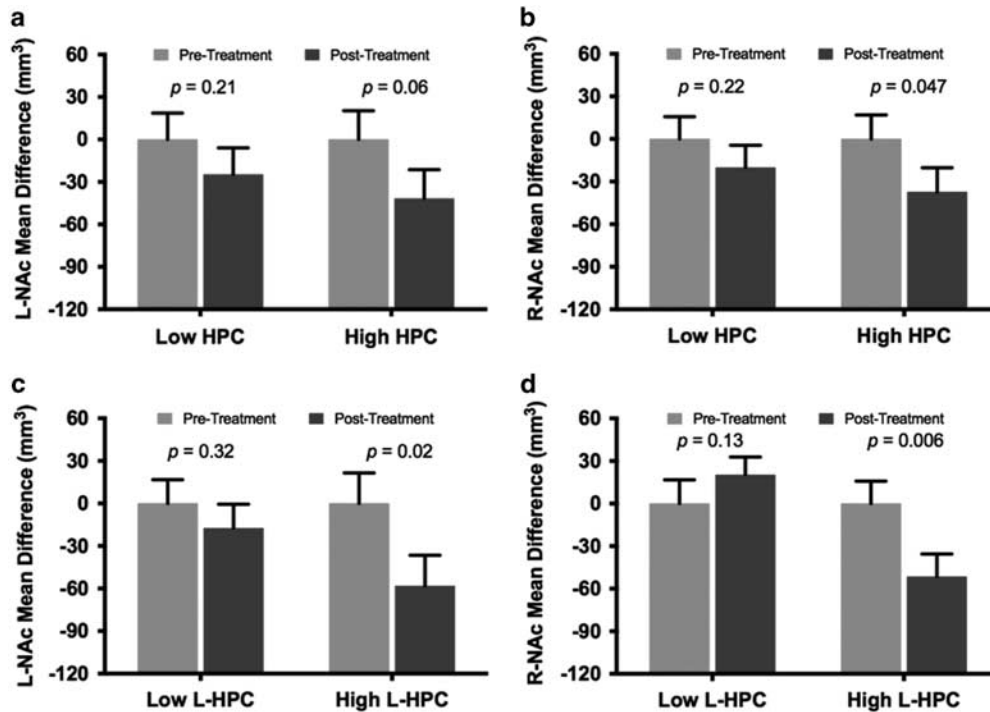 a
L-NAc Mean Difference (mm³)
60
30
0
-30
-60
-90
-120
Pre-Treatment
Post-Treatment
p = 0.21
p = 0.06
Low HPC
High HPC
b
R-NAc Mean Difference (mm³)
60
30
0
-30
-60
-90
-120
Pre-Treatment
Post-Treatment
p = 0.22
p = 0.047
Low HPC
High HPC
c
L-NAc Mean Difference (mm³)
60
30
0
-30
-60
-90
-120
Pre-Treatment
Post-Treatment
p = 0.32
p = 0.02
Low L-HPC
High L-HPC
d
R-NAc Mean Difference (mm³)
60
30
0
-30
-60
-90
-120
Pre-Treatment
Post-Treatment
p = 0.13
p = 0.006
Low L-HPC
High L-HPC